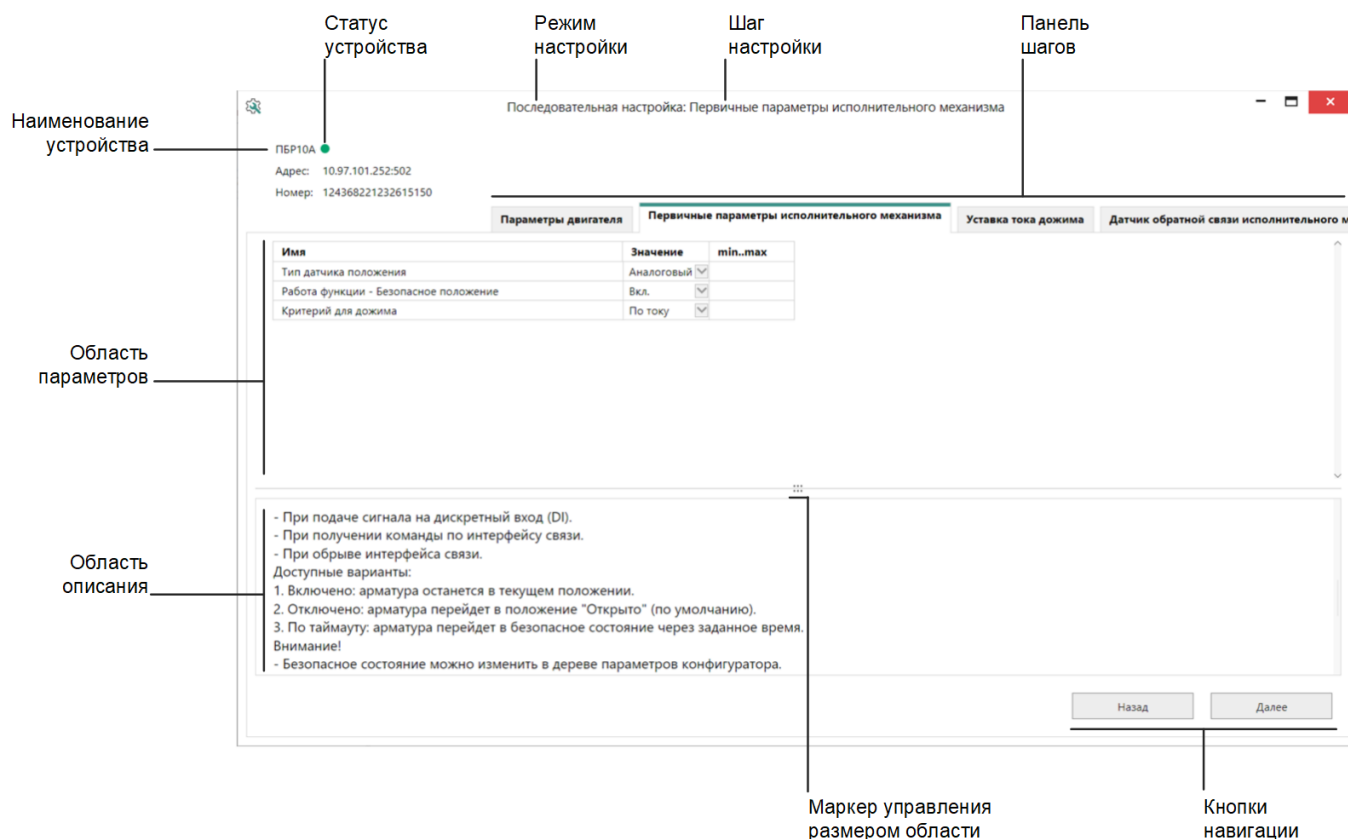 Статус
устройства
Режим
настройки
Шаг
настройки
Панель
шагов
Последовательная настройка: Первичные параметры исполнительного механизма
Наименование
устройства
ПБР10А
Адрес: 10.97.101.252:502
Номер: 124368221232615150
Параметры двигателя
Первичные параметры исполнительного механизма
Уставка тока дожима
Датчик обратной связи исполнительного м
Имя Значение min..max
Тип датчика положения Аналоговый
Работа функции - Безопасное положение Вкл.
Критерий для дожима По току
Область
параметров
- При подаче сигнала на дискретный вход (DI).
- При получении команды по интерфейсу связи.
- При обрыве интерфейса связи.
Доступные варианты:
1. Включено: арматура останется в текущем положении.
2. Отключено: арматура перейдет в положение "Открыто" (по умолчанию).
3. По таймауту: арматура перейдет в безопасное состояние через заданное время.
Внимание!
- Безопасное состояние можно изменить в дереве параметров конфигуратора.
Область
описания
Назад
Далее
Маркер управления
размером области
Кнопки
навигации